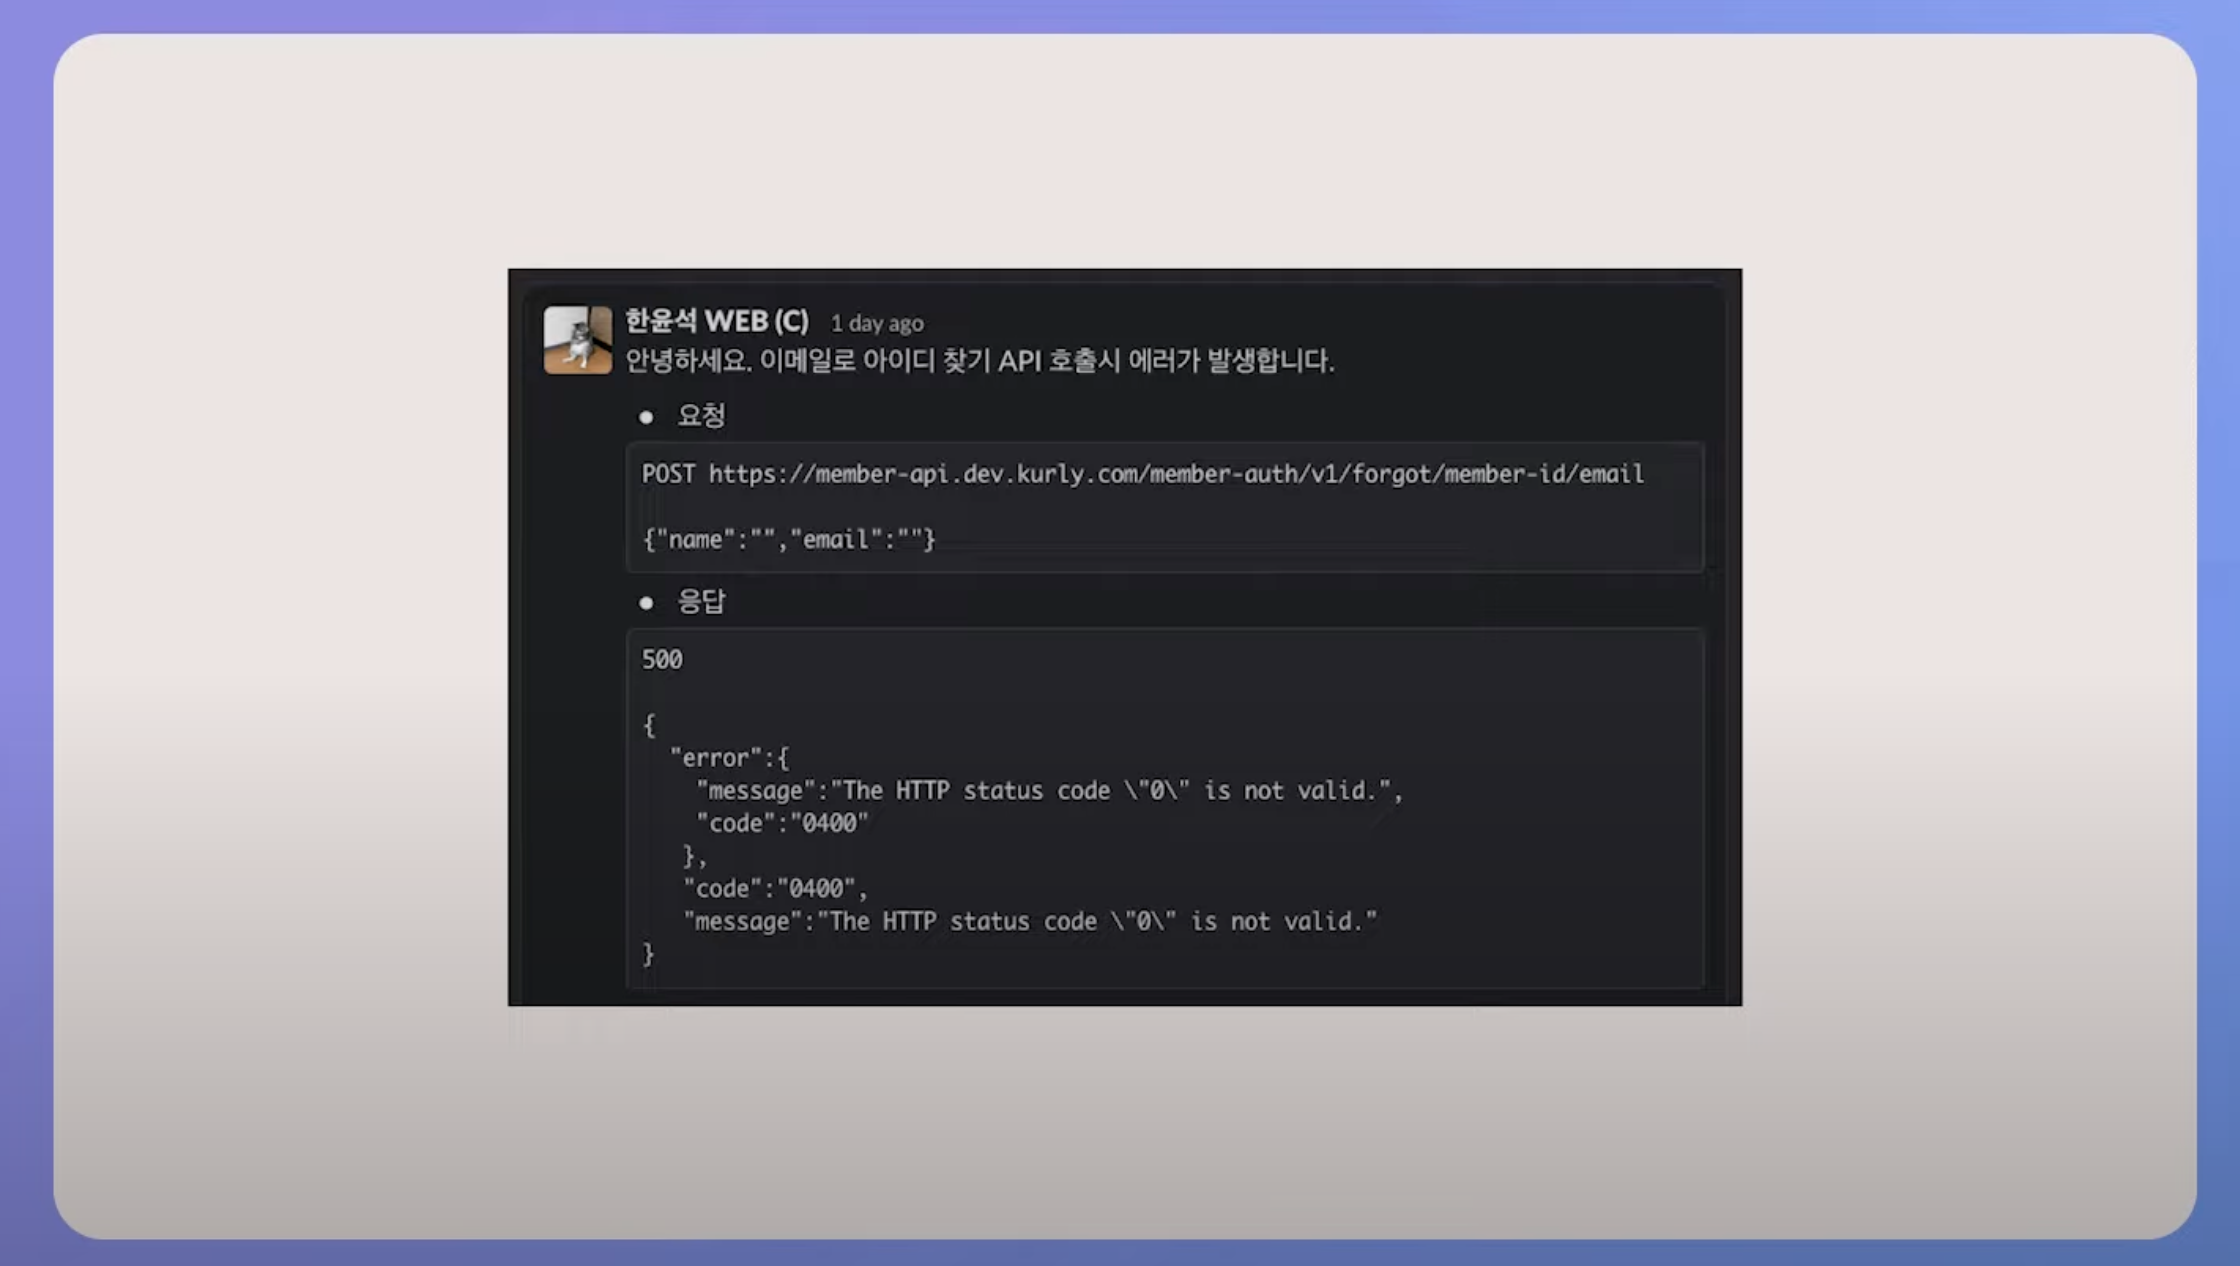 한윤석 WEB (C) 1 day ago
안녕하세요. 이메일로 아이디 찾기 API 호출시 에러가 발생합니다.
● 요청
POST https://member-api.dev.kurly.com/member-auth/v1/forgot/member-id/email
{"name":"","email":""}
● 응답
500
{
"error":{
"message":"The HTTP status code \"0\" is not valid.",
"code":"0400"
},
"code":"0400",
"message":"The HTTP status code \"0\" is not valid."
}